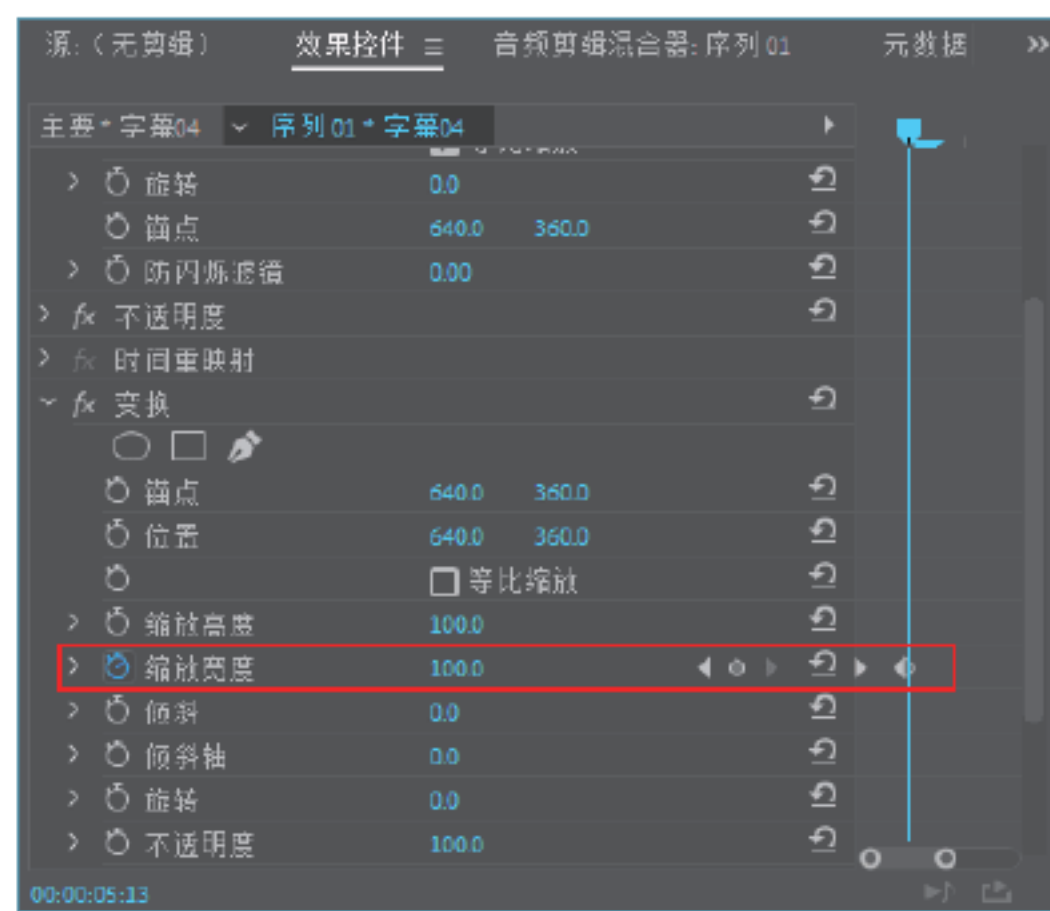 源:（无剪辑） 效果控件 音频剪辑混合器: 序列 01 元数据 »
主要 * 字幕04 序列 01 * 字幕04
旋转 0.0
锚点 640.0 360.0
防闪烁滤镜 0.00
fx 不透明度
fx 时间重映射
fx 变换
锚点 640.0 360.0
位置 640.0 360.0
等比缩放
缩放高度 100.0
缩放宽度 100.0
倾斜 0.0
倾斜轴 0.0
旋转 0.0
不透明度 100.0
00:00:05:13